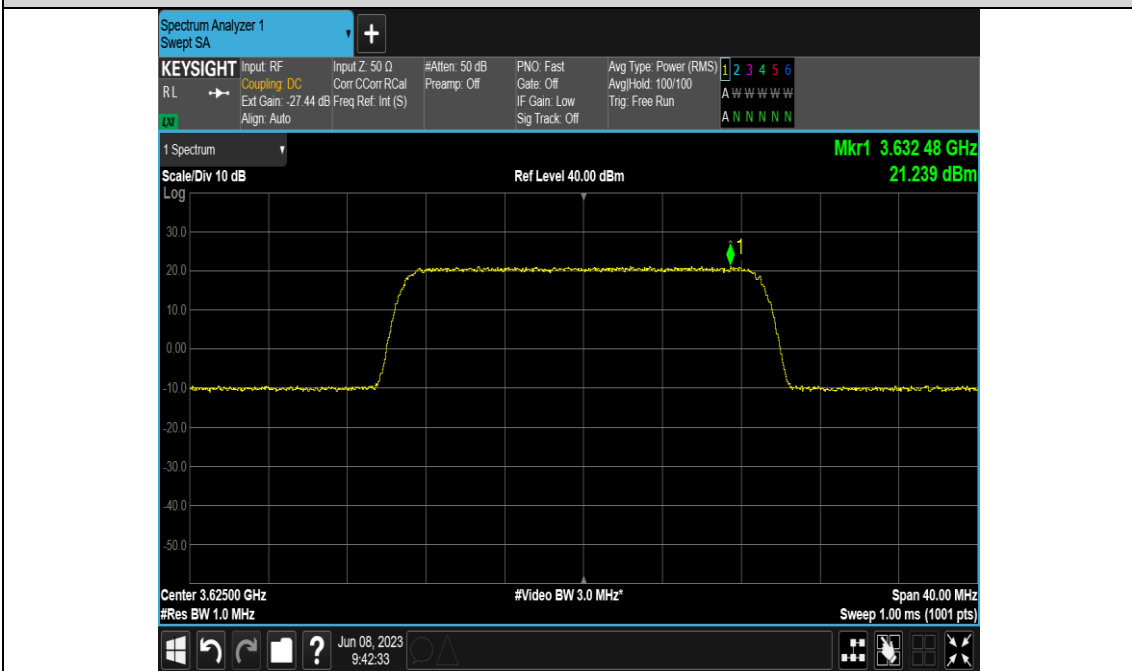 Spectrum Analyzer 1
Swept SA
+
KEYSIGHT
RL
LXI
Input: RF
Coupling: DC
Ext Gain: -27.44 dB
Align: Auto
Input Z: 50 Ω
Corr CCorr RCal
Freq Ref: Int (S)
#Atten: 50 dB
Preamp: Off
PNO: Fast
Gate: Off
IF Gain: Low
Sig Track: Off
Avg Type: Power (RMS)
Avg|Hold: 100/100
Trig: Free Run
1 2 3 4 5 6
A W W W W W
A N N N N N
1 Spectrum
Mkr1 3.632 48 GHz
Scale/Div 10 dB
Ref Level 40.00 dBm
21.239 dBm
Log
30.0
1
20.0
10.0
0.00
-10.0
-20.0
-30.0
-40.0
-50.0
Center 3.62500 GHz
#Video BW 3.0 MHz*
Span 40.00 MHz
#Res BW 1.0 MHz
Sweep 1.00 ms (1001 pts)
?
Jun 08, 2023
9:42:33